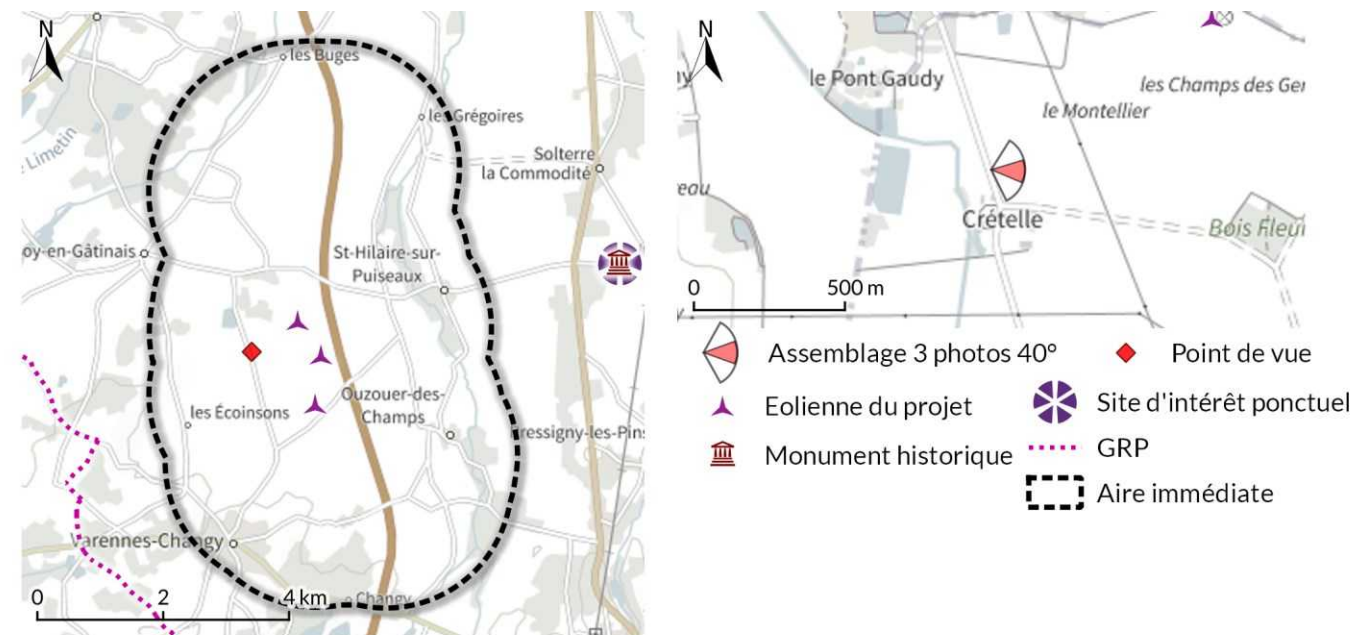 N
les Buges
les Grégoires
Limetin
Solterre
la Commodité
oy-en-Gâtinais
St-Hilaire-sur-
Puiseaux
Ouzouer-des-
Champs
les Écoinsons
ressigny-les-Pins
Varennes-Changy
Changy
0 2 4 km
N
le Pont Gaudy
les Champs des Ger
le Montellier
eau
Crételle
Bois Fleuri
0 500 m
Assemblage 3 photos 40°
Point de vue
Eolienne du projet
Site d'intérêt ponctuel
Monument historique
GRP
Aire immédiate